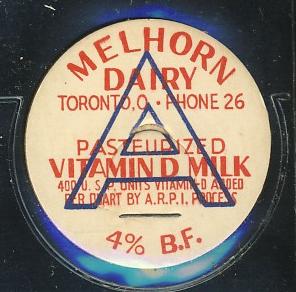 MELHORN
DAIRY
TORONTO, O. • PHONE 26
PASTEURIZED
VITAMIN D MILK
400 U.S.P. UNITS VITAMIN-D ADDED
PER QUART BY A.R.P.I. PROCESS
4% B.F.
A